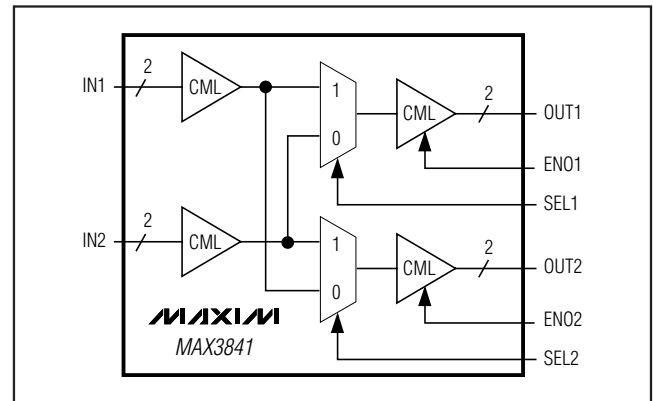 IN1
2
CML
1
0
CML
2
OUT1
ENO1
SEL1
IN2
2
CML
1
0
CML
2
OUT2
ENO2
SEL2
MAXIM
MAX3841